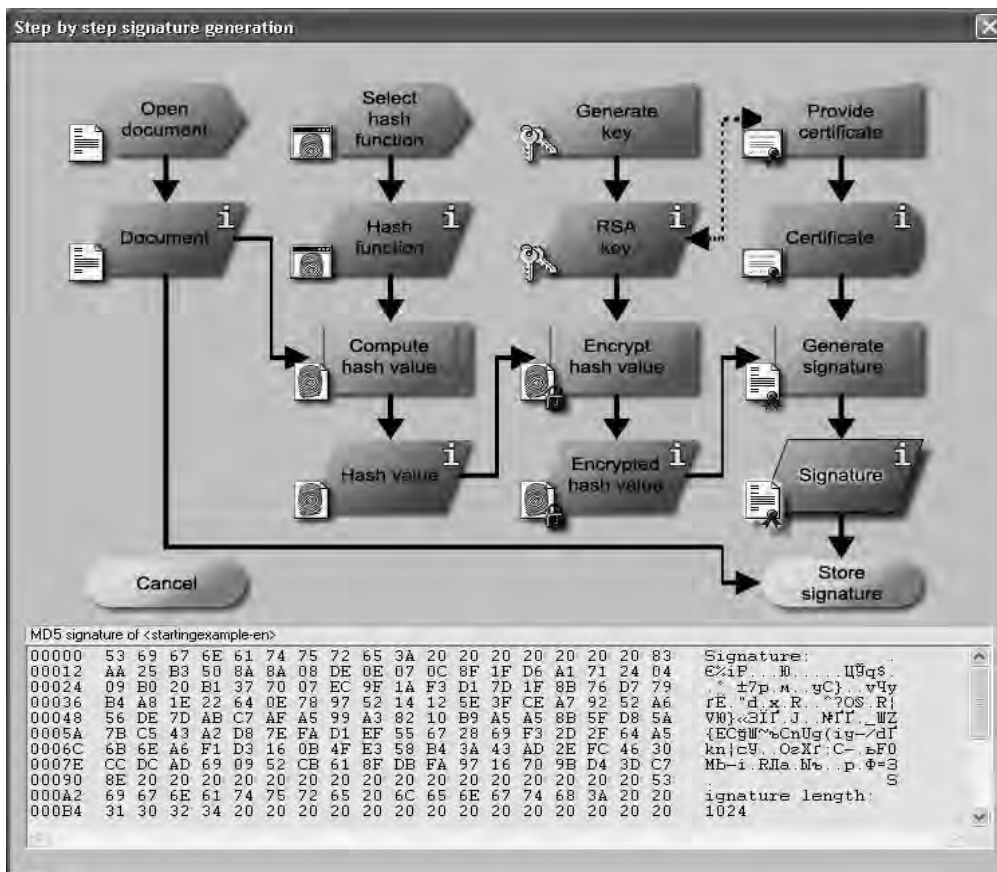 Step by step signature generation
Open
document
Select
hash
function
Generate
key
Provide
certificate
Document
Hash
function
RSA
key
Certificate
Compute
hash value
Encrypt
hash value
Generate
signature
Hash value
Encrypted
hash value
Signature
Cancel
Store
signature
MD5 signature of <startingexample-en>
00000 53 69 67 6E 61 74 75 72 65 3A 20 20 20 20 20 20 20 83 Signature:
00012 AA 25 B3 50 8A 8A 08 DE 0E 07 0C 8F 1F D6 A1 71 24 04
00024 09 B0 20 B1 37 70 07 EC 9F 1A F3 D1 7D 1F 8B 76 D7 79
00036 B4 A8 1E 22 64 0E 78 97 52 14 12 5E 3F CE A7 92 52 A6
00048 56 DE 7D AB C7 AF A5 99 A3 82 10 B9 A5 A5 8B 5F D8 5A
0005A 7B C5 43 A2 D8 7E FA D1 EF 55 67 28 69 F3 2D 2F 64 A5
0006C 6B 6E A6 F1 D3 16 0B 4F E3 58 B4 3A 43 AD 2E FC 46 30
0007E CC DC AD 69 09 52 CB 61 8F DB FA 97 16 70 9B D4 3D C7
00090 8E 20 20 20 20 20 20 20 20 20 20 20 20 20 20 20 20 53 S
000A2 69 67 6E 61 74 75 72 65 20 6C 65 6E 67 74 68 3A 20 20 ignature length:
000B4 31 30 32 34 20 20 20 20 20 20 20 20 20 20 20 20 20 20 1024